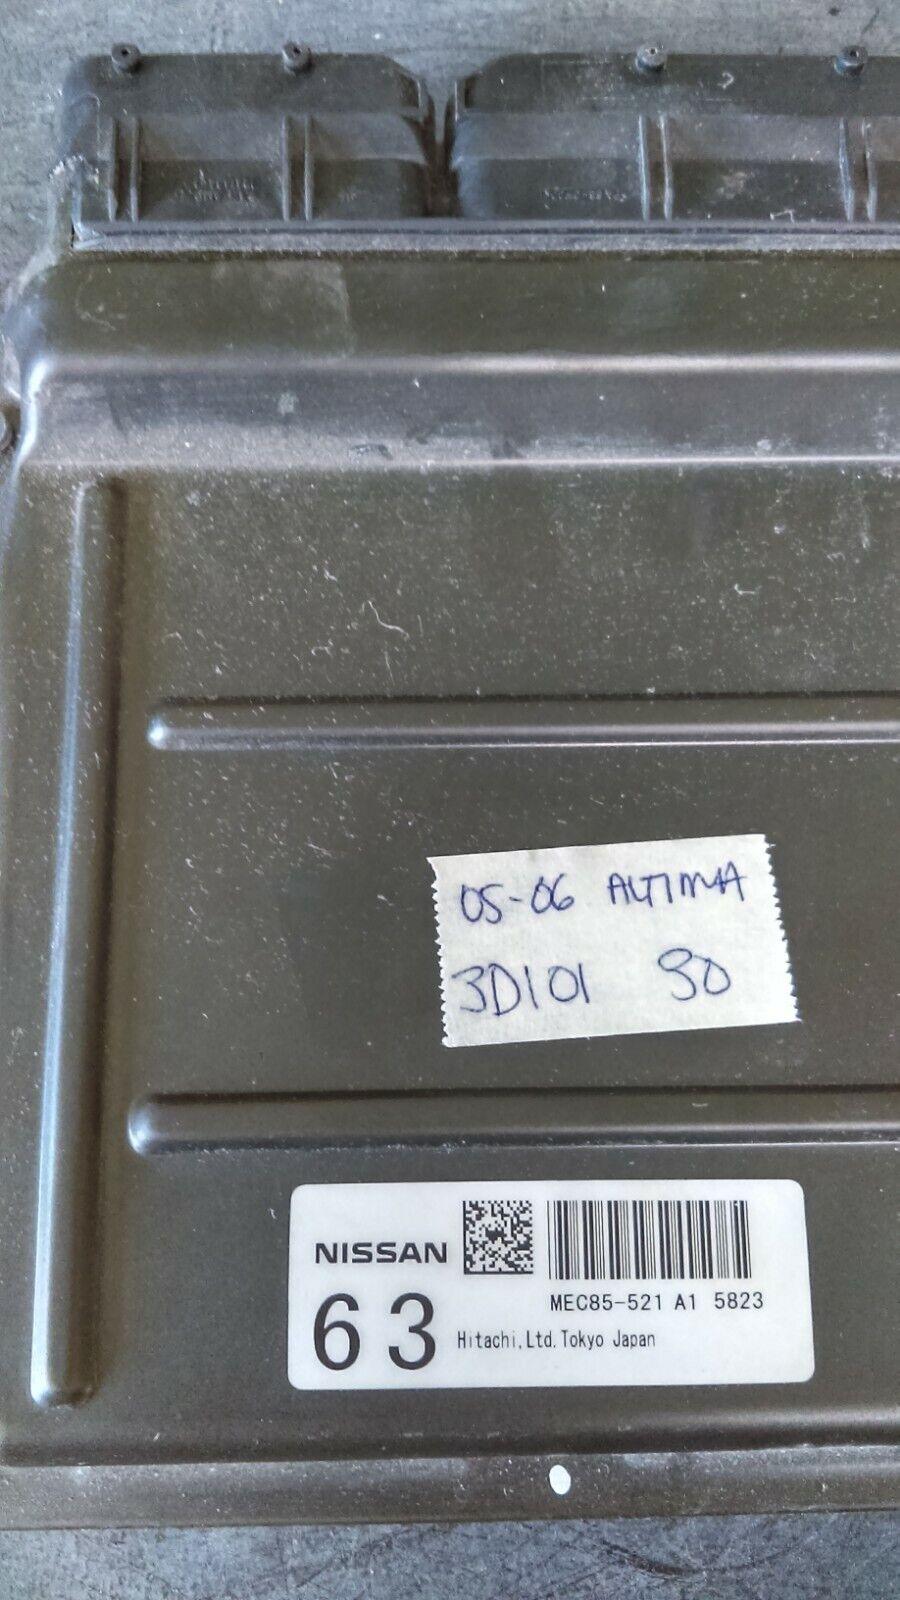 05-06 ALTIMA
3D101 90
NISSAN
MEC85-521 A1 5823
63
Hitachi,Ltd.Tokyo Japan